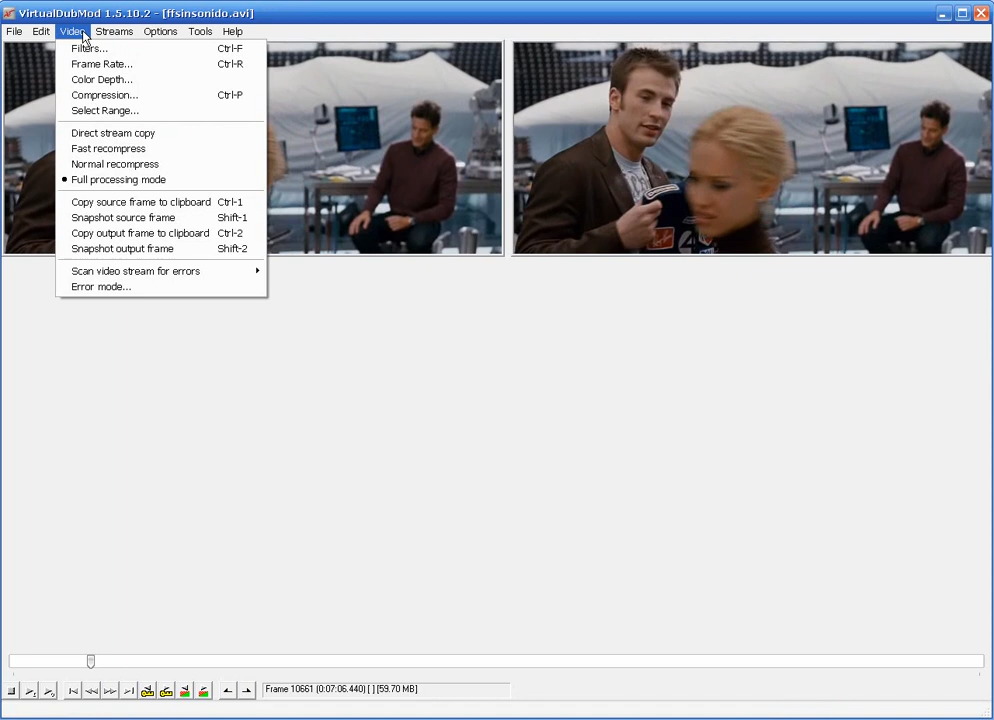 VirtualDubMod 1.5.10.2 - [ffsinsonido.avi]
File Edit Video Streams Options Tools Help
Filters... Ctrl-F
Frame Rate... Ctrl-R
Color Depth...
Compression... Ctrl-P
Select Range...
Direct stream copy
Fast recompress
Normal recompress
Full processing mode
Copy source frame to clipboard Ctrl-1
Snapshot source frame Shift-1
Copy output frame to clipboard Ctrl-2
Snapshot output frame Shift-2
Scan video stream for errors
Error mode...
Frame 10661 (0:07:06.440) [ ] [59.70 MB]